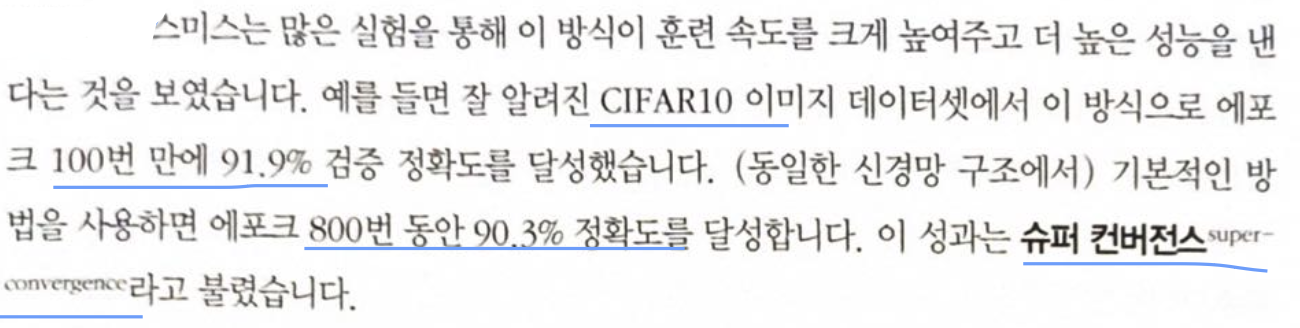 스미스는 많은 실험을 통해 이 방식이 훈련 속도를 크게 높여주고 더 높은 성능을 낸
다는 것을 보였습니다. 예를 들면 잘 알려진 CIFAR10 이미지 데이터셋에서 이 방식으로 에포
크 100번 만에 91.9% 검증 정확도를 달성했습니다. (동일한 신경망 구조에서) 기본적인 방
법을 사용하면 에포크 800번 동안 90.3% 정확도를 달성합니다. 이 성과는 슈퍼 컨버전스super-
convergence라고 불렸습니다.